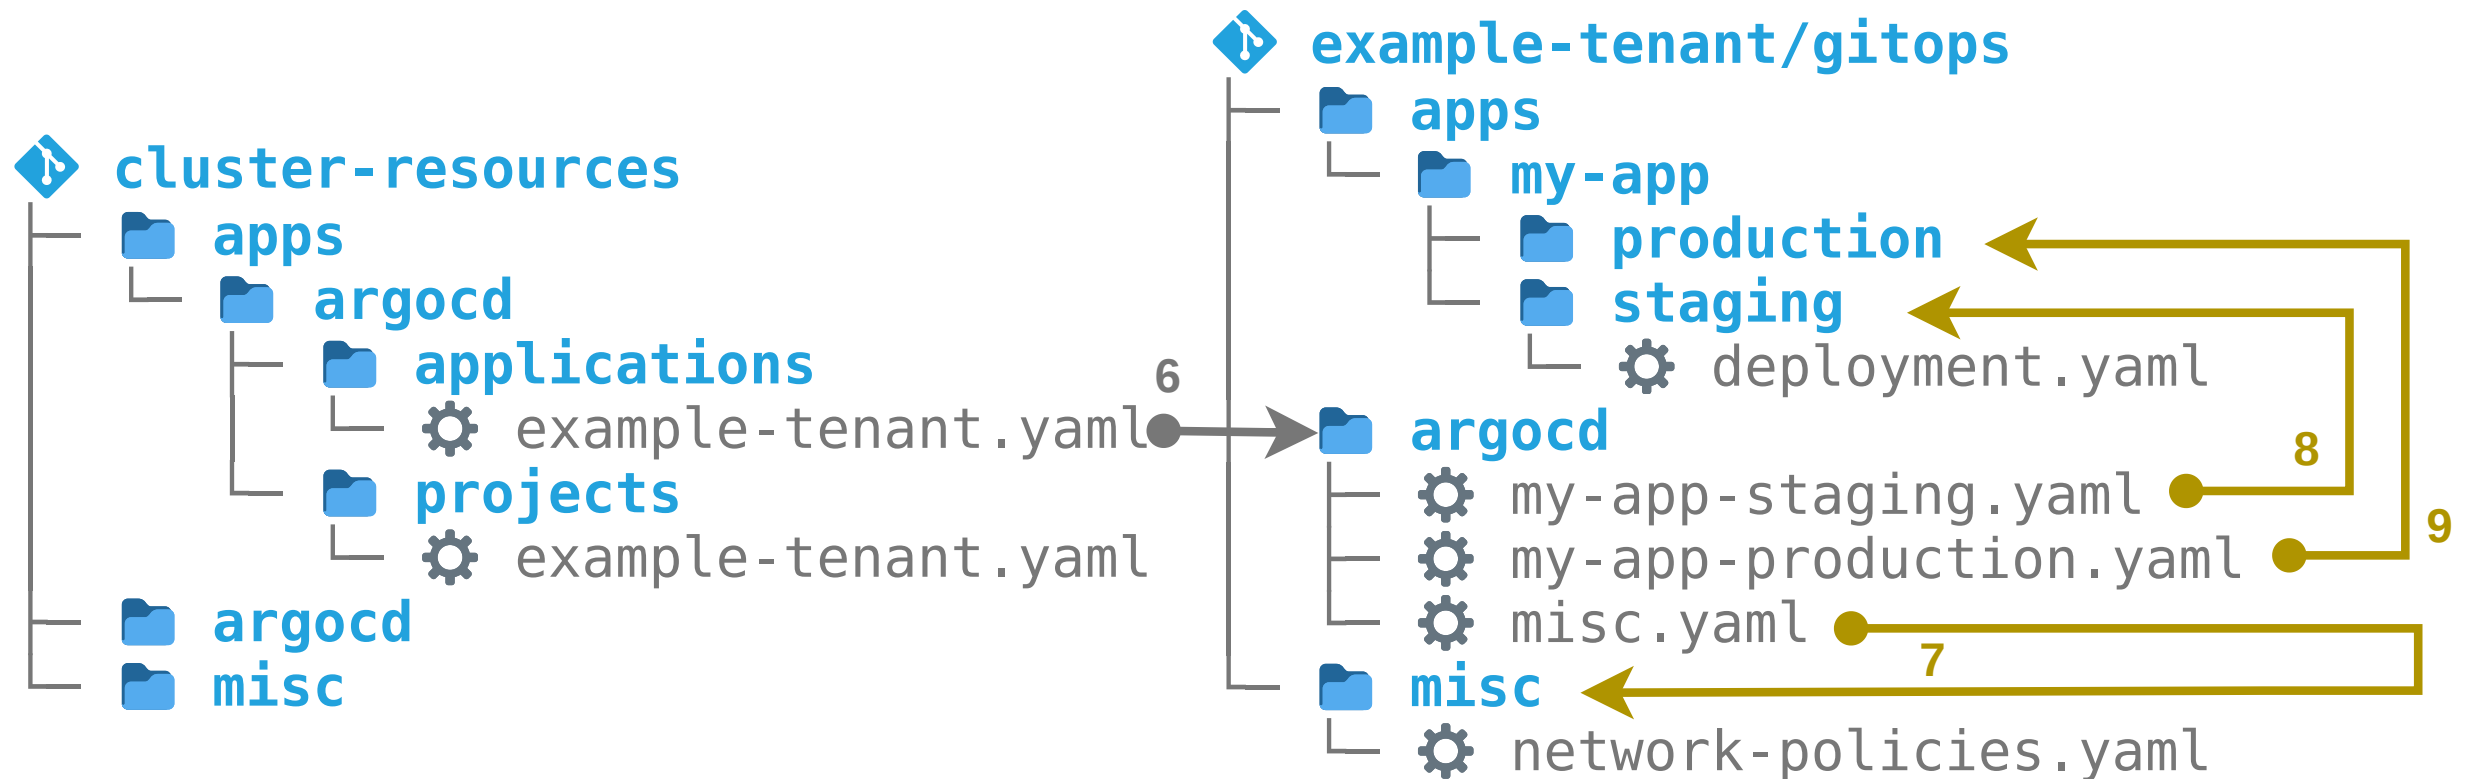 cluster-resources
apps
argocd
applications
example-tenant.yaml
projects
example-tenant.yaml
argocd
misc
6
example-tenant/gitops
apps
my-app
production
staging
deployment.yaml
argocd
my-app-staging.yaml
8
my-app-production.yaml
9
misc.yaml
7
misc
network-policies.yaml